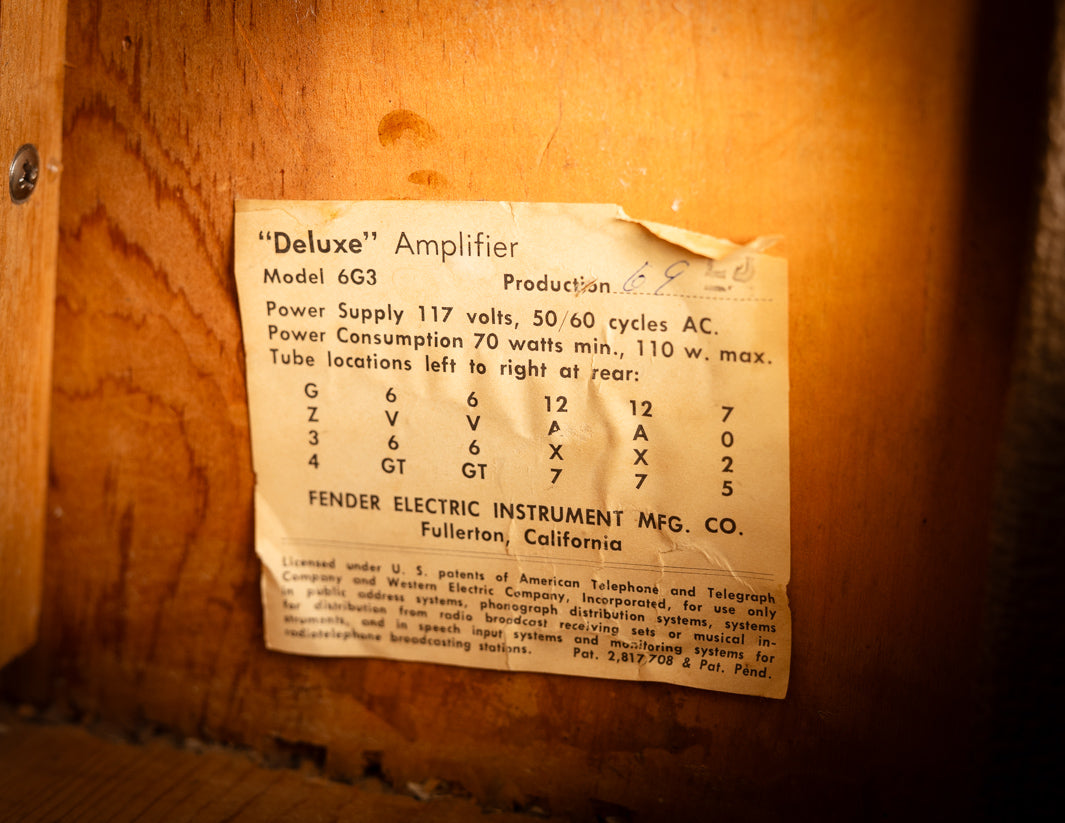 "Deluxe" Amplifier
Model 6G3 Production 69
Power Supply 117 volts, 50/60 cycles AC.
Power Consumption 70 watts min., 110 w. max.
Tube locations left to right at rear:
G 6 6 12 12 7
Z V V A A 0
3 6 6 X X 2
4 GT GT 7 7 5
FENDER ELECTRIC INSTRUMENT MFG. CO.
Fullerton, California
Licensed under U. S. patents of American Telephone and Telegraph
Company and Western Electric Company, Incorporated, for use only
in public address systems, phonograph distribution systems, systems
for distribution from radio broadcast receiving sets or musical in-
struments, and in speech input systems and monitoring systems for
radiotelephone broadcasting stations. Pat. 2,817,708 & Pat. Pend.